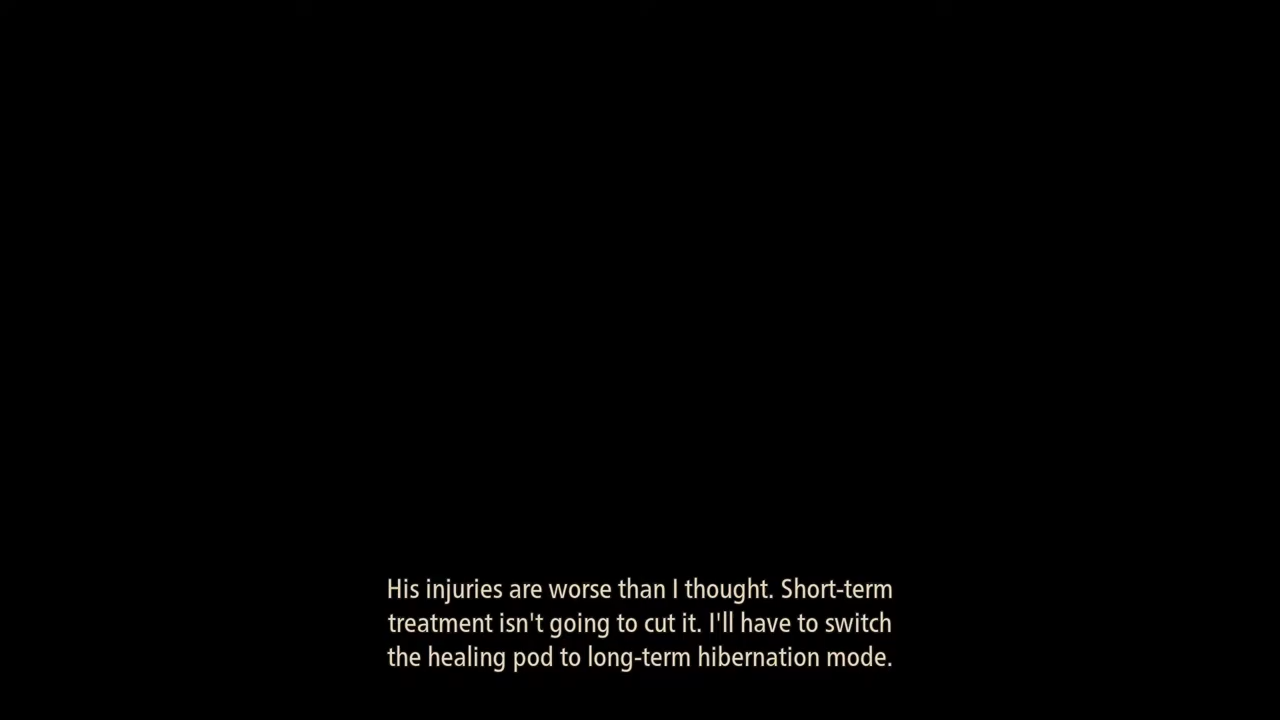 His injuries are worse than I thought. Short-term
treatment isn't going to cut it. I'll have to switch
the healing pod to long-term hibernation mode.